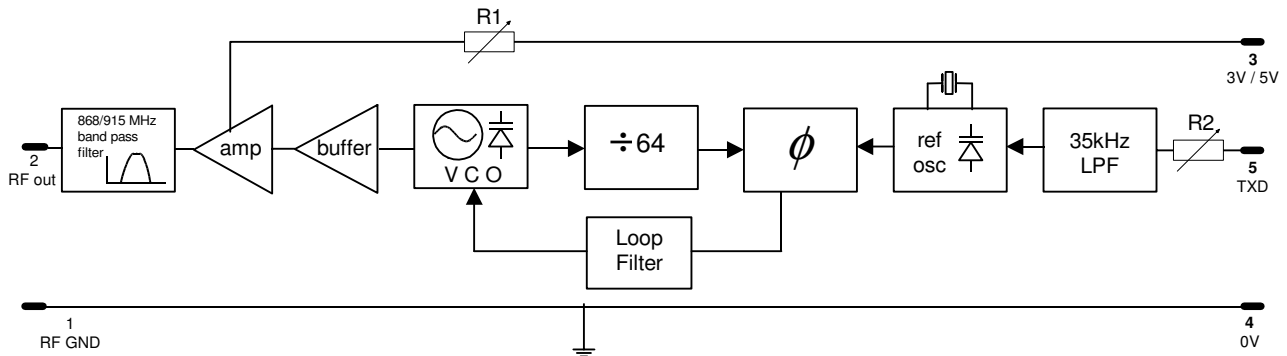 R1
3
3V / 5V
868/915 MHz
band pass
filter
amp
buffer
V C O
÷64
ϕ
ref
osc
35kHz
LPF
R2
2
RF out
5
TXD
Loop
Filter
1
RF GND
4
0V